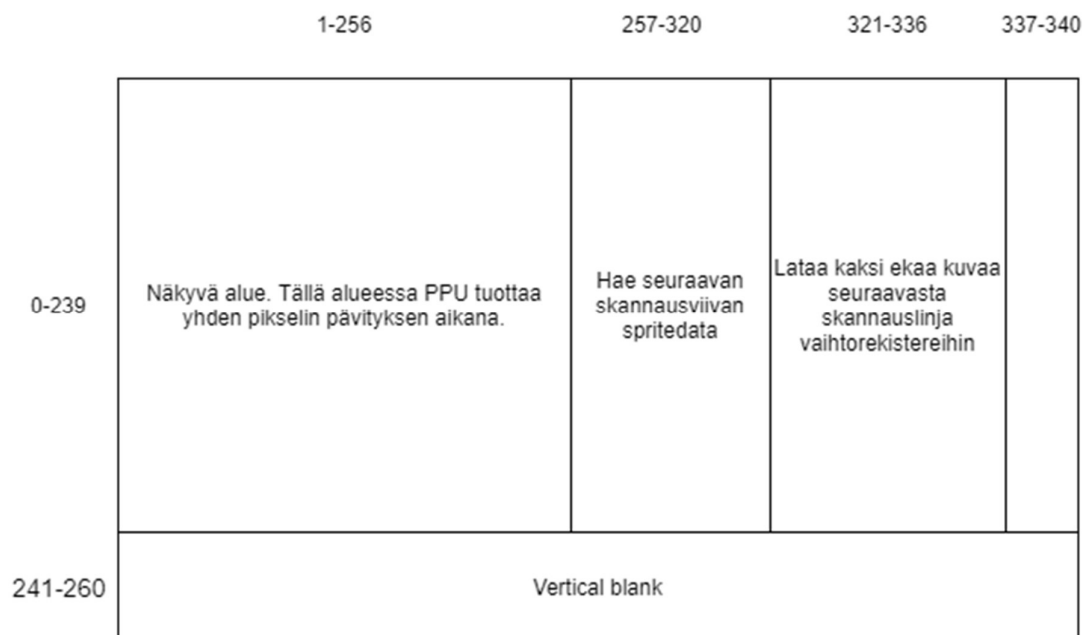 1-256
257-320
321-336
337-340
0-239
Näkyvä alue. Tällä alueessa PPU tuottaa
yhden pikselin pävityksen aikana.
Hae seuraavan
skannausviivan
spritedata
Lataa kaksi ekaa kuvaa
seuraavasta
skannauslinja
vaihtorekistereihin
241-260
Vertical blank